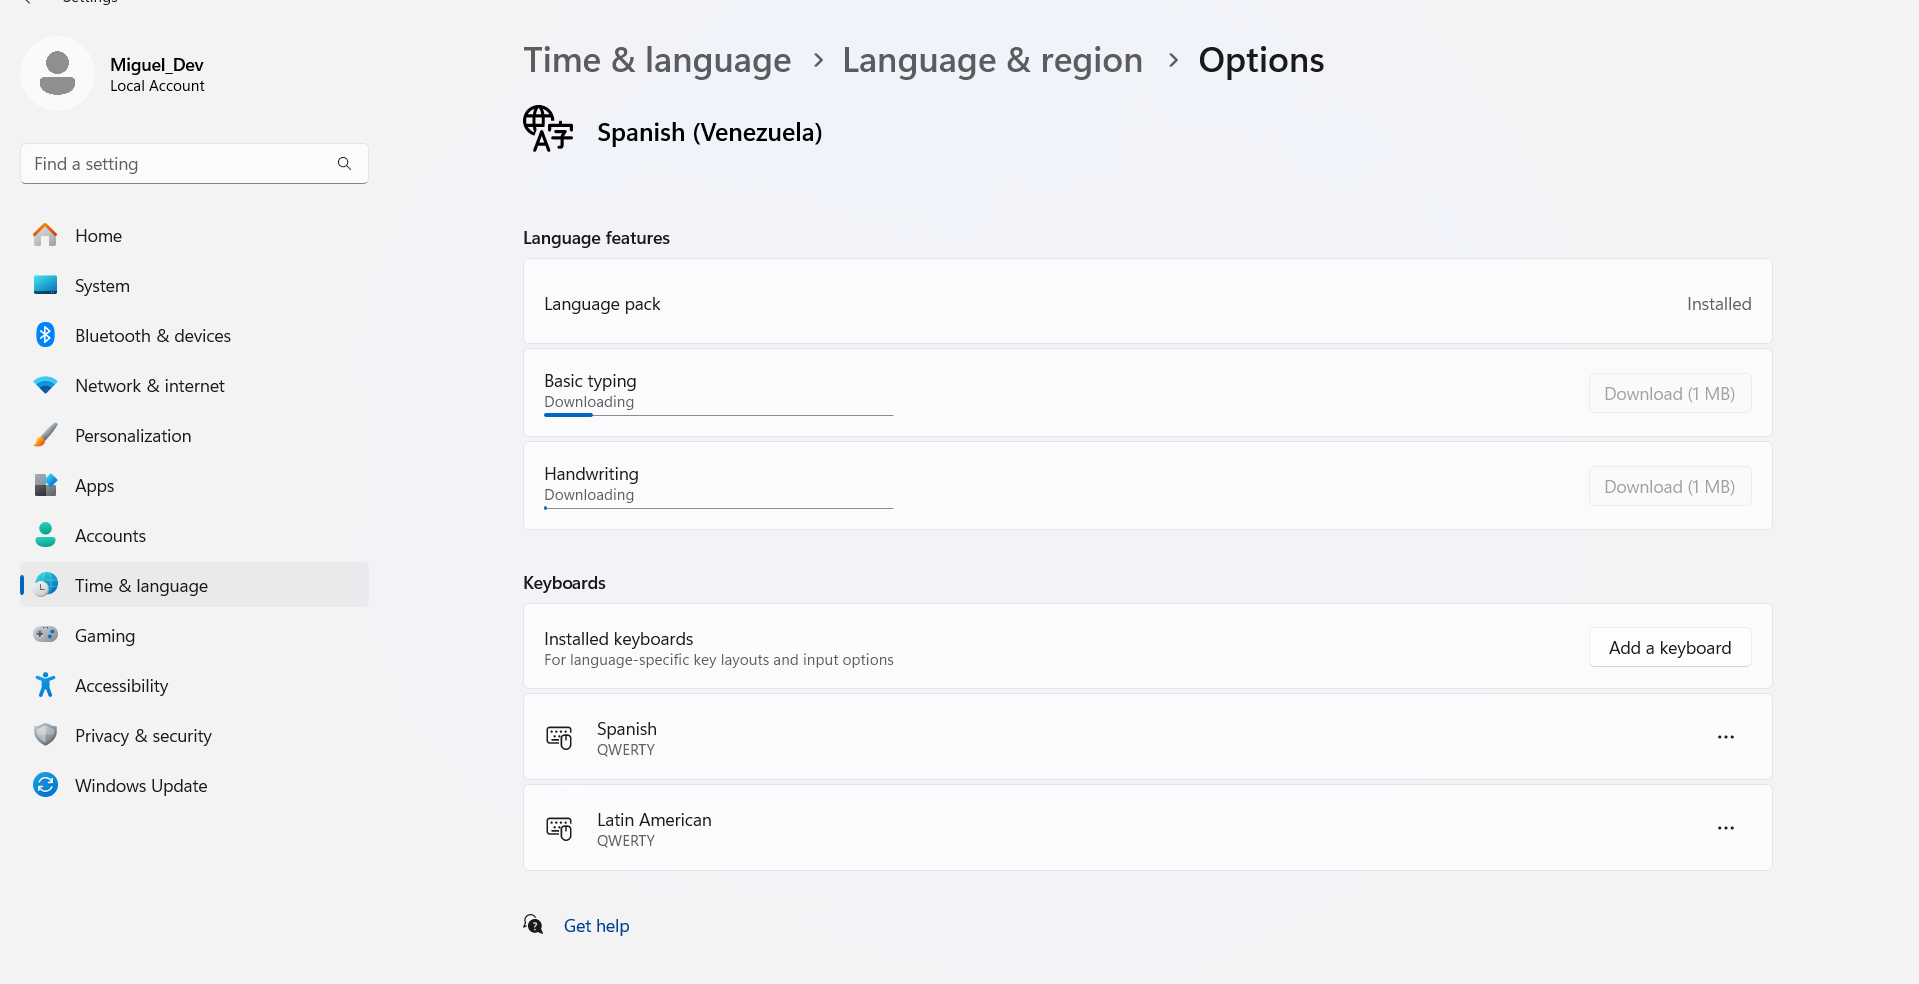 Settings
Miguel_Dev
Local Account
Find a setting
Home
System
Bluetooth & devices
Network & internet
Personalization
Apps
Accounts
Time & language
Gaming
Accessibility
Privacy & security
Windows Update
Time & language > Language & region > Options
Spanish (Venezuela)
Language features
Language pack
Installed
Basic typing
Downloading
Download (1 MB)
Handwriting
Downloading
Download (1 MB)
Keyboards
Installed keyboards
For language-specific key layouts and input options
Add a keyboard
Spanish
QWERTY
Latin American
QWERTY
Get help